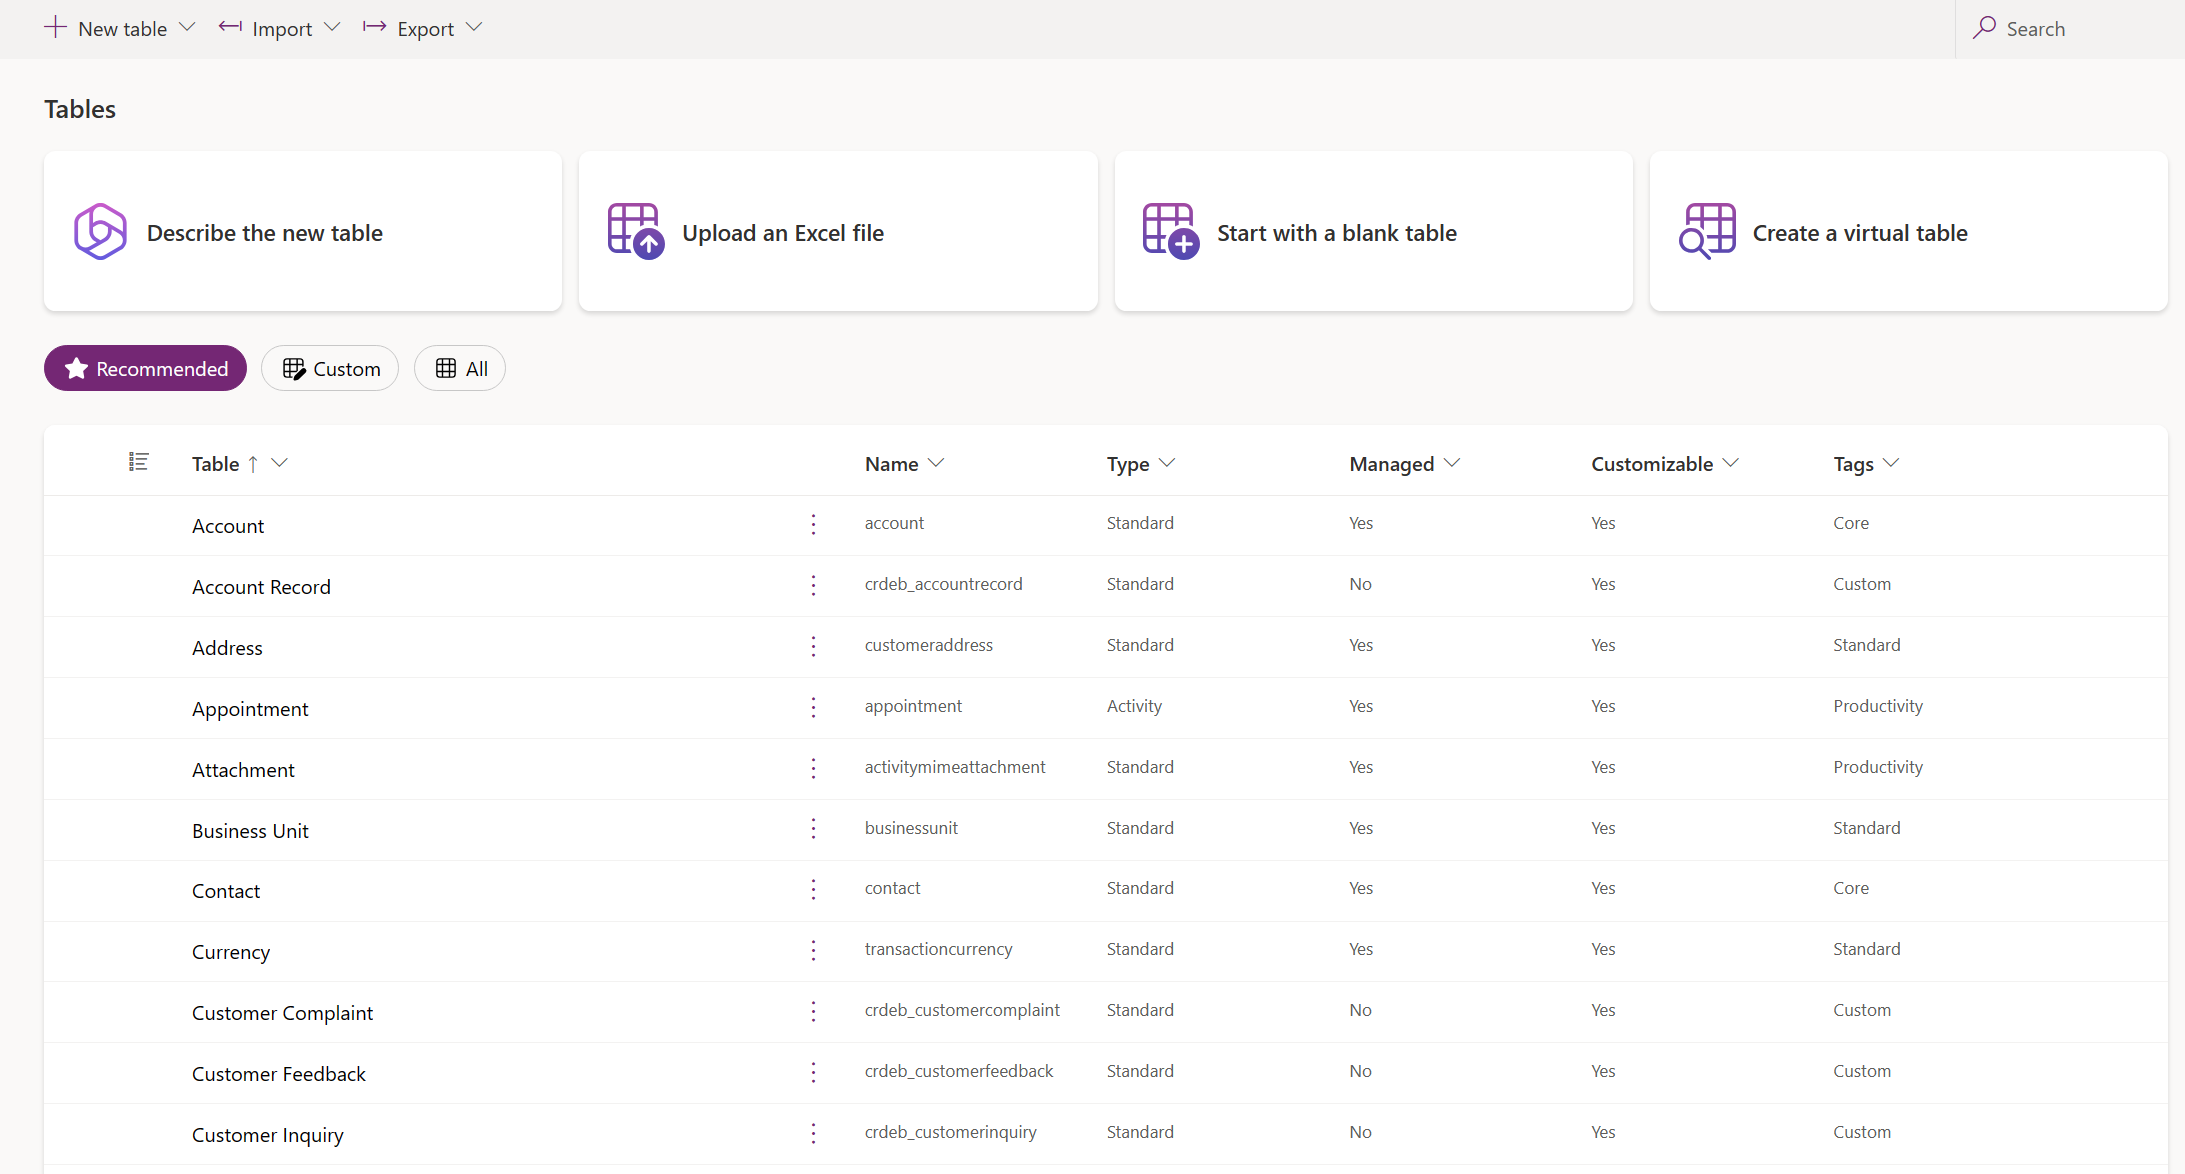 New table Import Export Search
Tables
Describe the new table Upload an Excel file Start with a blank table Create a virtual table
Recommended Custom All
Table ↑ Name Type Managed Customizable Tags
Account account Standard Yes Yes Core
Account Record crdeb_accountrecord Standard No Yes Custom
Address customeraddress Standard Yes Yes Standard
Appointment appointment Activity Yes Yes Productivity
Attachment activitymimeattachment Standard Yes Yes Productivity
Business Unit businessunit Standard Yes Yes Standard
Contact contact Standard Yes Yes Core
Currency transactioncurrency Standard Yes Yes Standard
Customer Complaint crdeb_customercomplaint Standard No Yes Custom
Customer Feedback crdeb_customerfeedback Standard No Yes Custom
Customer Inquiry crdeb_customerinquiry Standard No Yes Custom